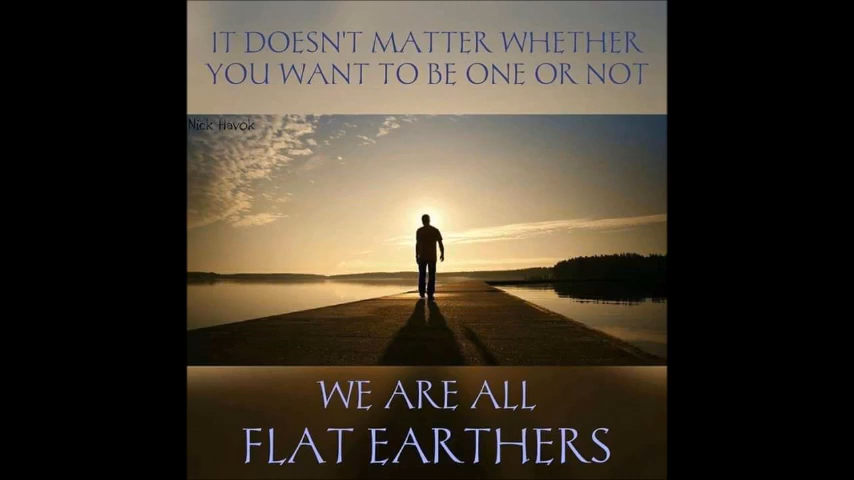 IT DOESN'T MATTER WHETHER
YOU WANT TO BE ONE OR NOT
Nick Havok
WE ARE ALL
FLAT EARTHERS